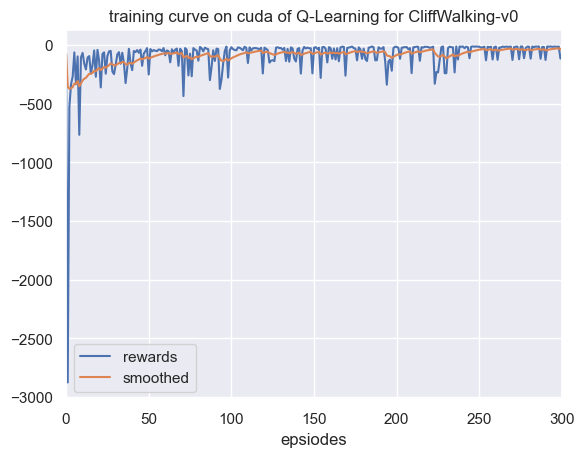 training curve on cuda of Q-Learning for CliffWalking-v0
0
−500
−1000
−1500
−2000
−2500
−3000
rewards
smoothed
0 50 100 150 200 250 300
epsiodes